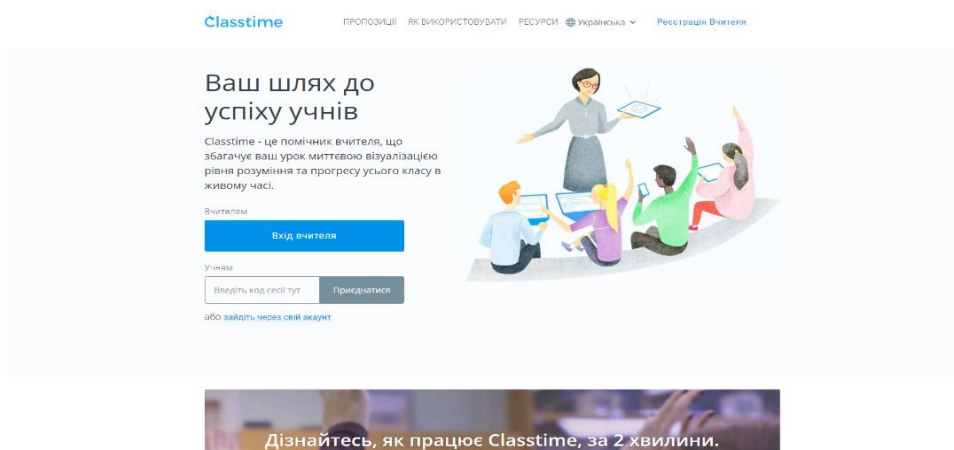 Classtime
ПРОПОЗИЦІЇ ЯК ВИКОРИСТОВУВАТИ РЕСУРСИ Українська Реєстрація Вчителя
Ваш шлях до
успіху учнів
Classtime - це помічник вчителя, що
збагачує ваш урок миттєвою візуалізацією
рівня розуміння та прогресу усього класу в
живому часі.
Вчителям
Вхід вчителя
Учням
Введіть код сесії тут Приєднатися
або зайдіть через свій акаунт
Дізнайтесь, як працює Classtime, за 2 хвилини.